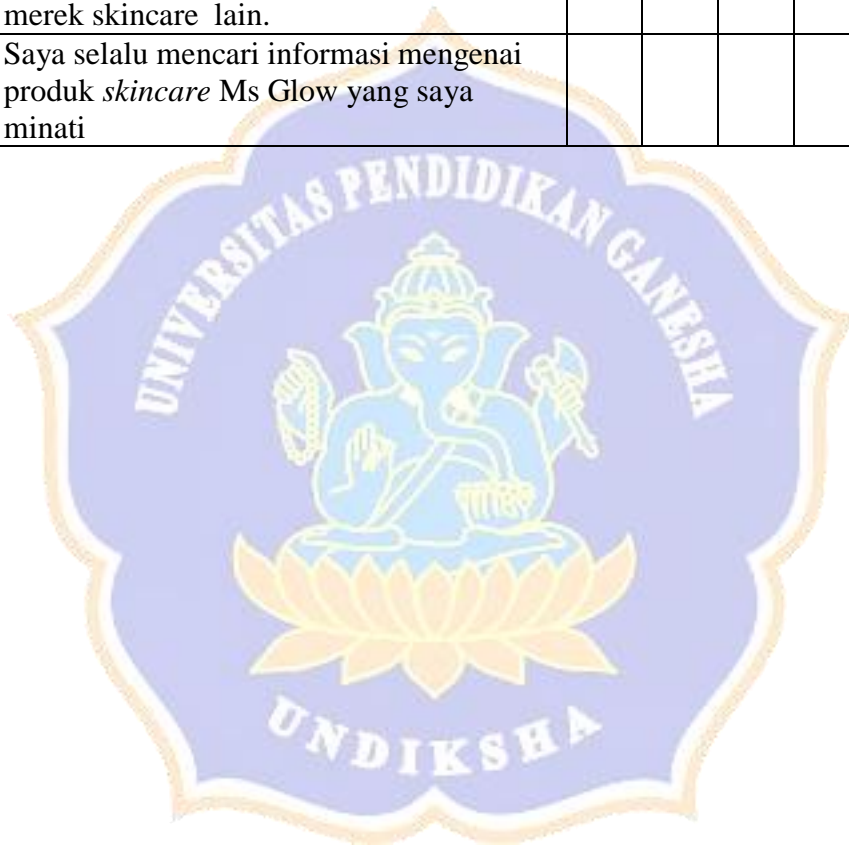 merek skincare lain.
Saya selalu mencari informasi mengenai
produk skincare Ms Glow yang saya
minati
UNIVERSITAS PENDIDIKAN GANESHA
UNDIKSHA